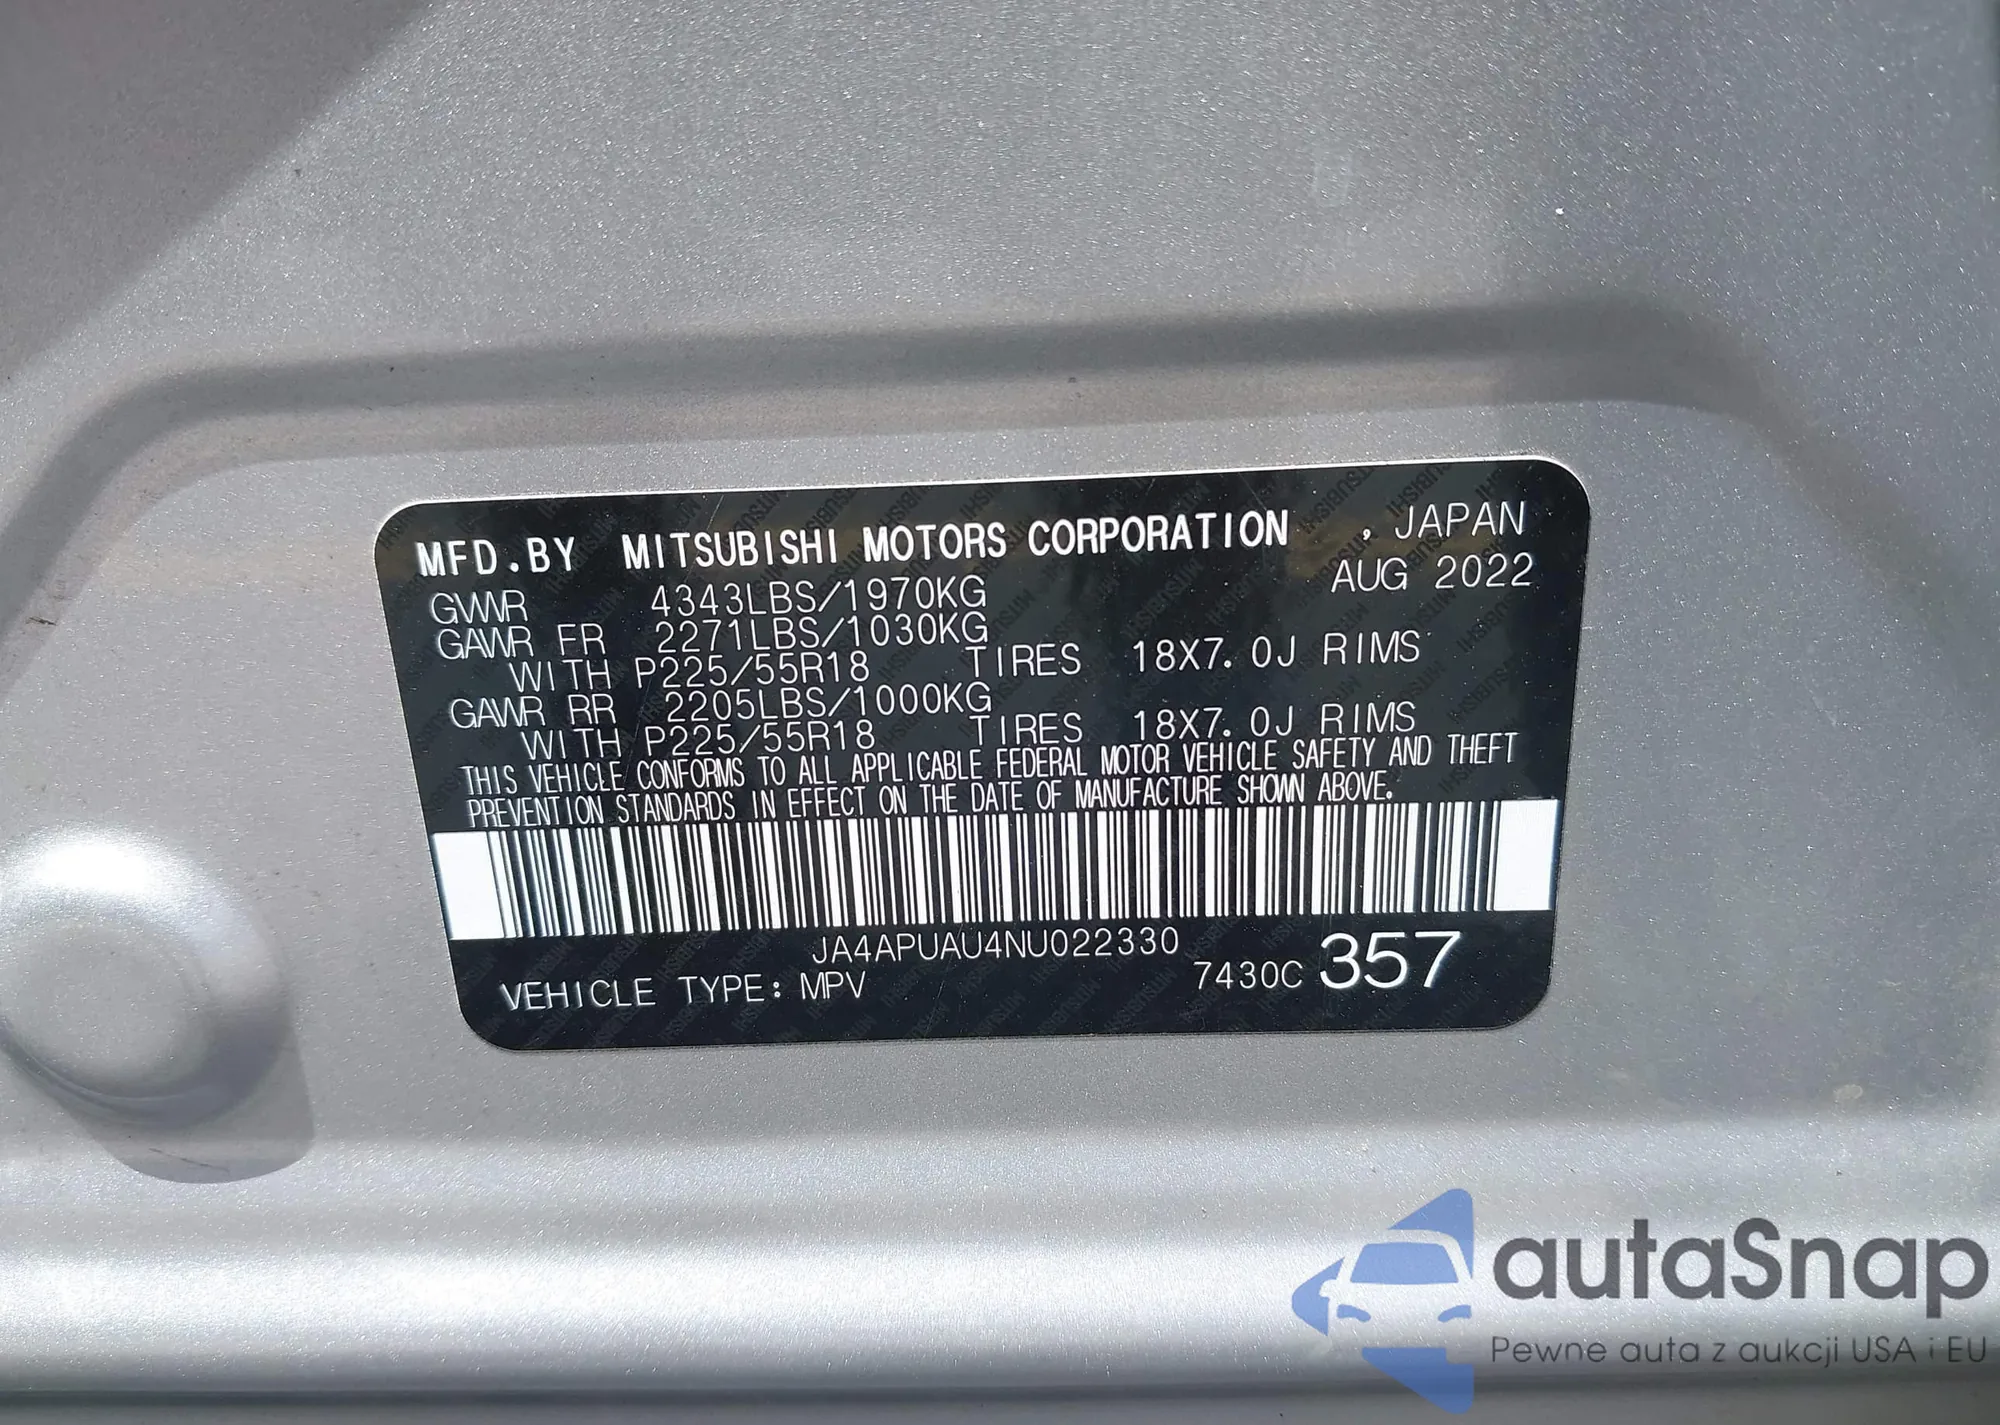 MFD.BY MITSUBISHI MOTORS CORPORATION , JAPAN
AUG 2022
GVWR 4343LBS/1970KG
GAWR FR 2271LBS/1030KG
WITH P225/55R18 TIRES 18X7.0J RIMS
GAWR RR 2205LBS/1000KG
WITH P225/55R18 TIRES 18X7.0J RIMS
THIS VEHICLE CONFORMS TO ALL APPLICABLE FEDERAL MOTOR VEHICLE SAFETY AND THEFT
PREVENTION STANDARDS IN EFFECT ON THE DATE OF MANUFACTURE SHOWN ABOVE.
JA4APUAU4NU022330
VEHICLE TYPE: MPV 7430C 357
autaSnap
Pewne auta z aukcji USA i EU